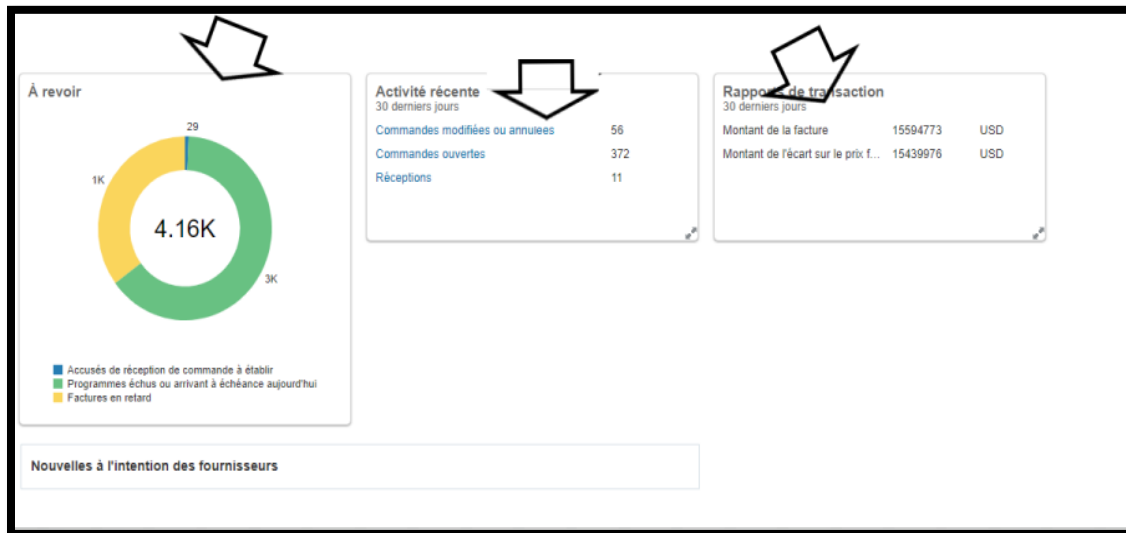 À revoir
29
1K
4.16K
3K
Accusés de réception de commande à établir
Programmes échus ou arrivant à échéance aujourd'hui
Factures en retard
Activité récente
30 derniers jours
Commandes modifiées ou annulees 56
Commandes ouvertes 372
Réceptions 11
Rapports de transaction
30 derniers jours
Montant de la facture 15594773 USD
Montant de l'écart sur le prix f... 15439976 USD
Nouvelles à l'intention des fournisseurs